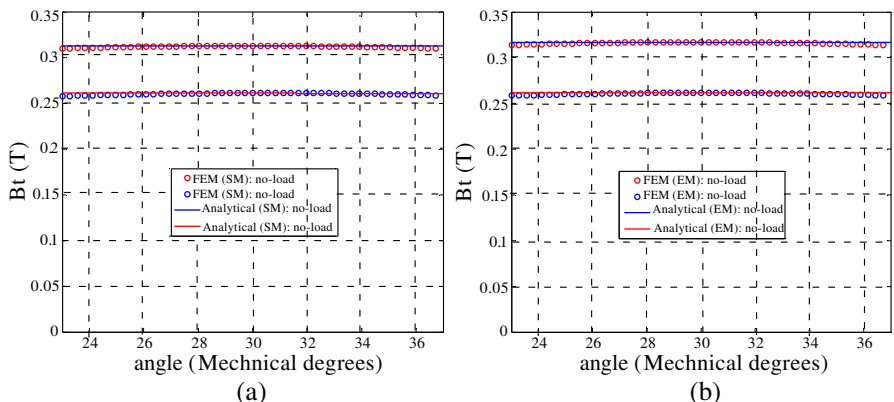 0.35
0.3
0.25
0.2
0.15
0.1
0.05
0
Bt (T)
FEM (SM): no-load
FEM (SM): no-load
Analytical (SM): no-load
Analytical (SM): no-load
24 26 28 30 32 34 36
angle (Mechnical degrees)
(a)
0.35
0.3
0.25
0.2
0.15
0.1
0.05
0
Bt (T)
FEM (EM): no-load
FEM (EM): no-load
Analytical (EM): no-load
Analytical (EM): no-load
24 26 28 30 32 34 36
angle (Mechnical degrees)
(b)